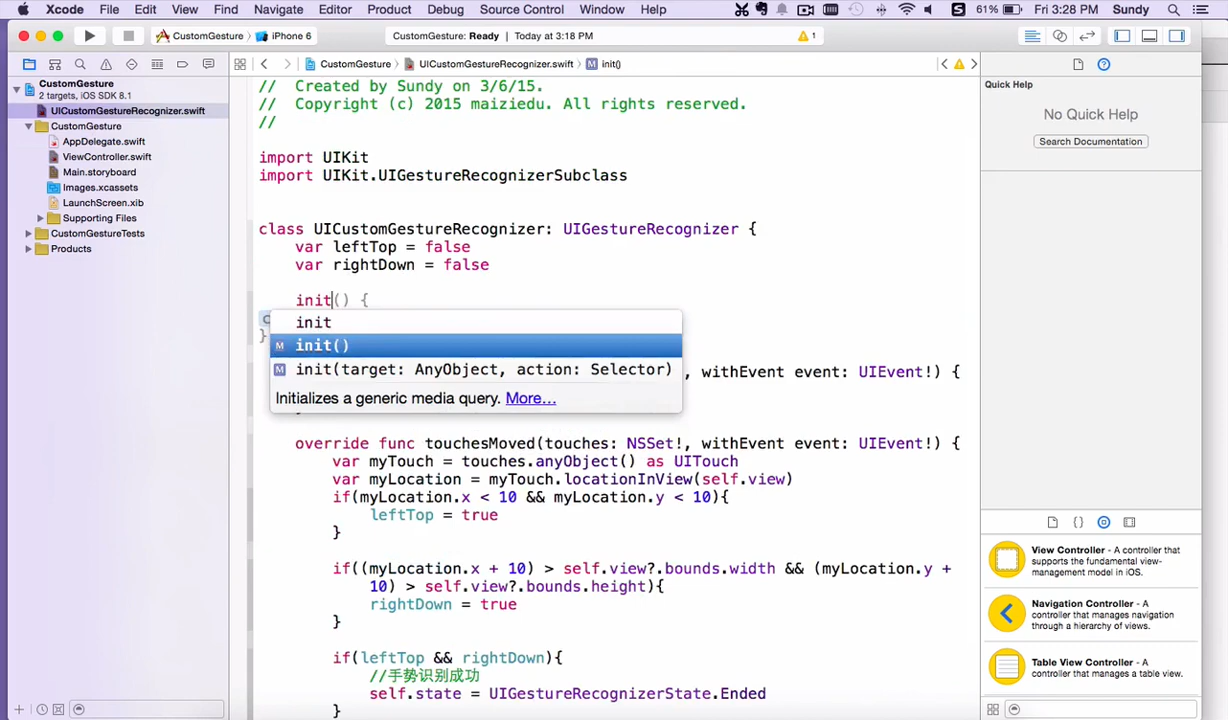 Xcode File Edit View Find Navigate Editor Product Debug Source Control Window Help 61% Fri 3:28 PM Sundy
CustomGesture iPhone 6 CustomGesture: Ready | Today at 3:18 PM 1
CustomGesture UICustomGestureRecognizer.swift M init()
CustomGesture
2 targets, iOS SDK 8.1
UICustomGestureRecognizer.swift
CustomGesture
AppDelegate.swift
ViewController.swift
Main.storyboard
Images.xcassets
LaunchScreen.xib
Supporting Files
CustomGestureTests
Products
// Created by Sundy on 3/6/15.
// Copyright (c) 2015 maiziedu. All rights reserved.
//
import UIKit
import UIKit.UIGestureRecognizerSubclass
class UICustomGestureRecognizer: UIGestureRecognizer {
var leftTop = false
var rightDown = false
init() {
init
M init()
M init(target: AnyObject, action: Selector)
Initializes a generic media query. More...
}
, withEvent event: UIEvent!) {
override func touchesMoved(touches: NSSet!, withEvent event: UIEvent!) {
var myTouch = touches.anyObject() as UITouch
var myLocation = myTouch.locationInView(self.view)
if(myLocation.x < 10 && myLocation.y < 10){
leftTop = true
}
if((myLocation.x + 10) > self.view?.bounds.width && (myLocation.y +
10) > self.view?.bounds.height){
rightDown = true
}
if(leftTop && rightDown){
//手势识别成功
self.state = UIGestureRecognizerState.Ended
}
Quick Help
No Quick Help
Search Documentation
View Controller - A controller that
supports the fundamental view-
management model in iOS.
Navigation Controller - A
controller that manages navigation
through a hierarchy of views.
Table View Controller - A
controller that manages a table view.